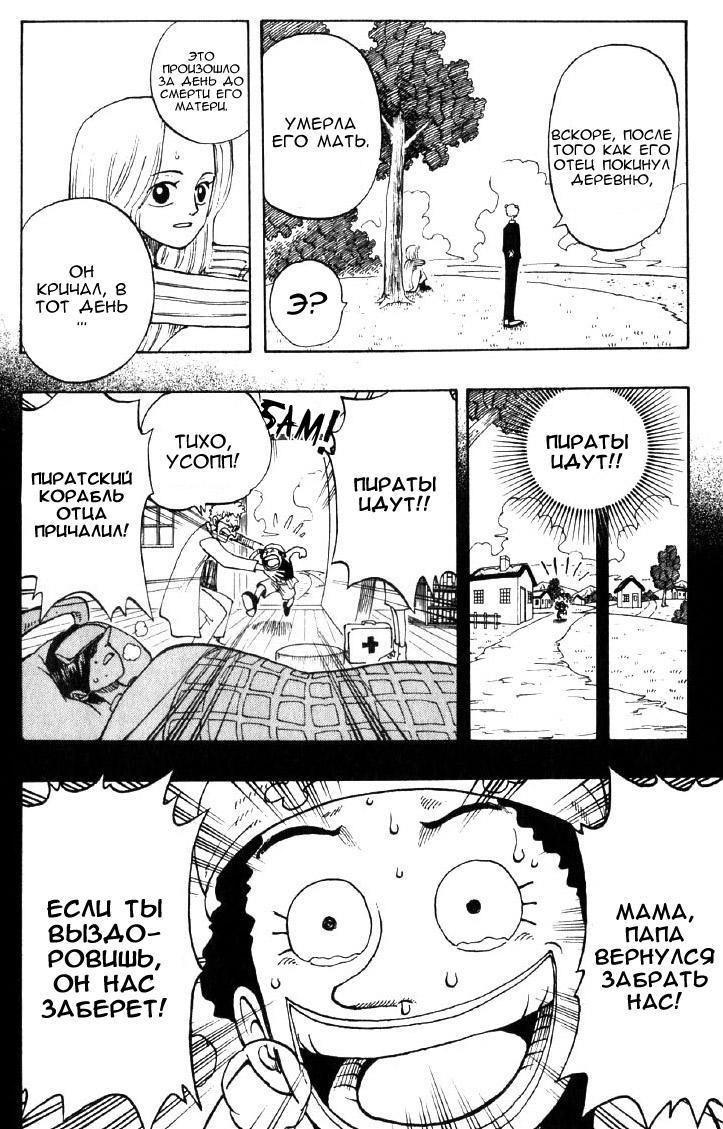 ВСКОРЕ, ПОСЛЕ
ТОГО КАК ЕГО
ОТЕЦ ПОКИНУЛ
ДЕРЕВНЮ,
УМЕРЛА
ЕГО МАТЬ.
Э?
ЭТО
ПРОИЗОШЛО
ЗА ДЕНЬ ДО
СМЕРТИ ЕГО
МАТЕРИ.
ОН
КРИЧАЛ, В
ТОТ ДЕНЬ
...
ПИРАТЫ
ИДУТ!!
БАМ!
ПИРАТЫ
ИДУТ!!
ТИХО,
УСОПП!
ПИРАТСКИЙ
КОРАБЛЬ
ОТЦА
ПРИЧАЛИЛ!
МАМА,
ПАПА
ВЕРНУЛСЯ
ЗАБРАТЬ
НАС!
ЕСЛИ ТЫ
ВЫЗДО-
РОВИШЬ,
ОН НАС
ЗАБЕРЕТ!